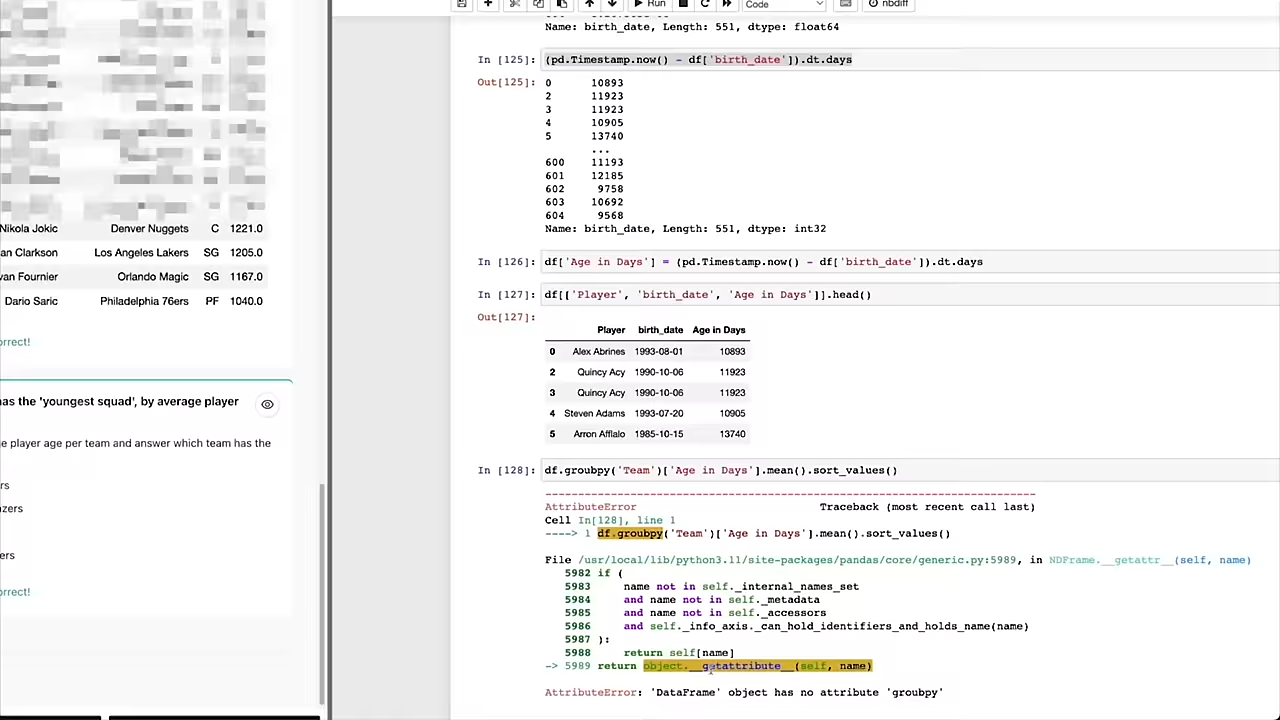 Nikola Jokic Denver Nuggets C 1221.0
an Clarkson Los Angeles Lakers SG 1205.0
van Fournier Orlando Magic SG 1167.0
Dario Saric Philadelphia 76ers PF 1040.0
orrect!
has the 'youngest squad', by average player
e player age per team and answer which team has the
rs
azers
ers
orrect!
Run
Code
nbdiff
Name: birth_date, Length: 551, dtype: float64
In [125]: (pd.Timestamp.now() - df['birth_date']).dt.days
Out[125]: 0 10893
2 11923
3 11923
4 10905
5 13740
...
600 11193
601 12185
602 9758
603 10692
604 9568
Name: birth_date, Length: 551, dtype: int32
In [126]: df['Age in Days'] = (pd.Timestamp.now() - df['birth_date']).dt.days
In [127]: df[['Player', 'birth_date', 'Age in Days']].head()
Out[127]:
Player birth_date Age in Days
0 Alex Abrines 1993-08-01 10893
2 Quincy Acy 1990-10-06 11923
3 Quincy Acy 1990-10-06 11923
4 Steven Adams 1993-07-20 10905
5 Arron Afflalo 1985-10-15 13740
In [128]: df.groupby('Team')['Age in Days'].mean().sort_values()
---------------------------------------------------------------------------
AttributeError Traceback (most recent call last)
Cell In[128], line 1
----> 1 df.groupby('Team')['Age in Days'].mean().sort_values()
File /usr/local/lib/python3.11/site-packages/pandas/core/generic.py:5989, in NDFrame.__getattr__(self, name)
5982 if (
5983 name not in self._internal_names_set
5984 and name not in self._metadata
5985 and name not in self._accessors
5986 and self._info_axis._can_hold_identifiers_and_holds_name(name)
5987 ):
5988 return self[name]
-> 5989 return object.__getattribute__(self, name)
AttributeError: 'DataFrame' object has no attribute 'groubpy'